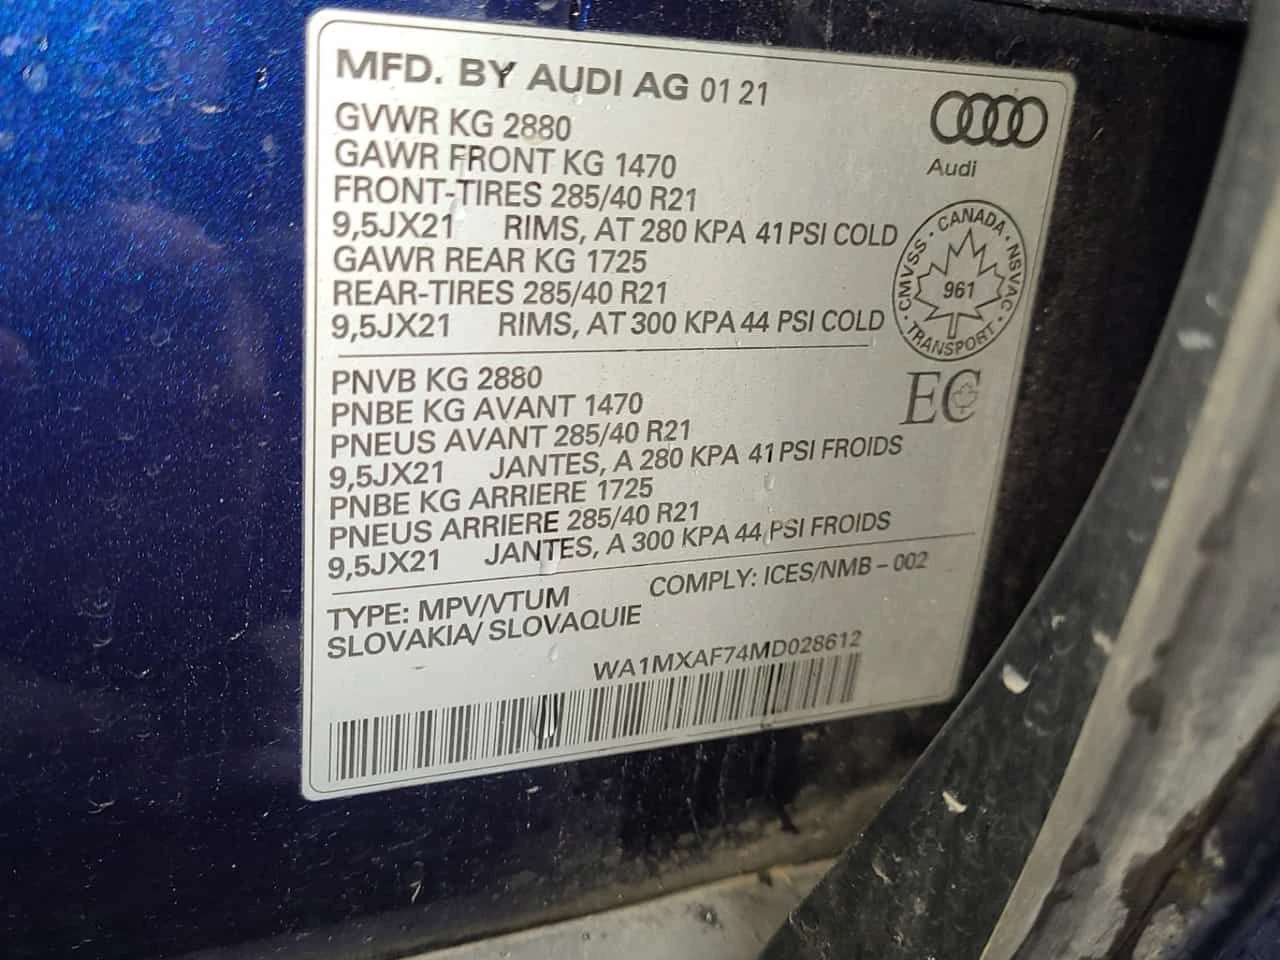 MFD. BY AUDI AG 01 21
GVWR KG 2880
GAWR FRONT KG 1470
FRONT-TIRES 285/40 R21
9,5JX21 RIMS, AT 280 KPA 41 PSI COLD
GAWR REAR KG 1725
REAR-TIRES 285/40 R21
9,5JX21 RIMS, AT 300 KPA 44 PSI COLD
Audi
CMVSS · CANADA · NSVAC · TRANSPORT ·
961
EC
PNVB KG 2880
PNBE KG AVANT 1470
PNEUS AVANT 285/40 R21
9,5JX21 JANTES, A 280 KPA 41 PSI FROIDS
PNBE KG ARRIERE 1725
PNEUS ARRIERE 285/40 R21
9,5JX21 JANTES, A 300 KPA 44 PSI FROIDS
TYPE: MPV/VTUM COMPLY: ICES/NMB – 002
SLOVAKIA/ SLOVAQUIE
WA1MXAF74MD028612